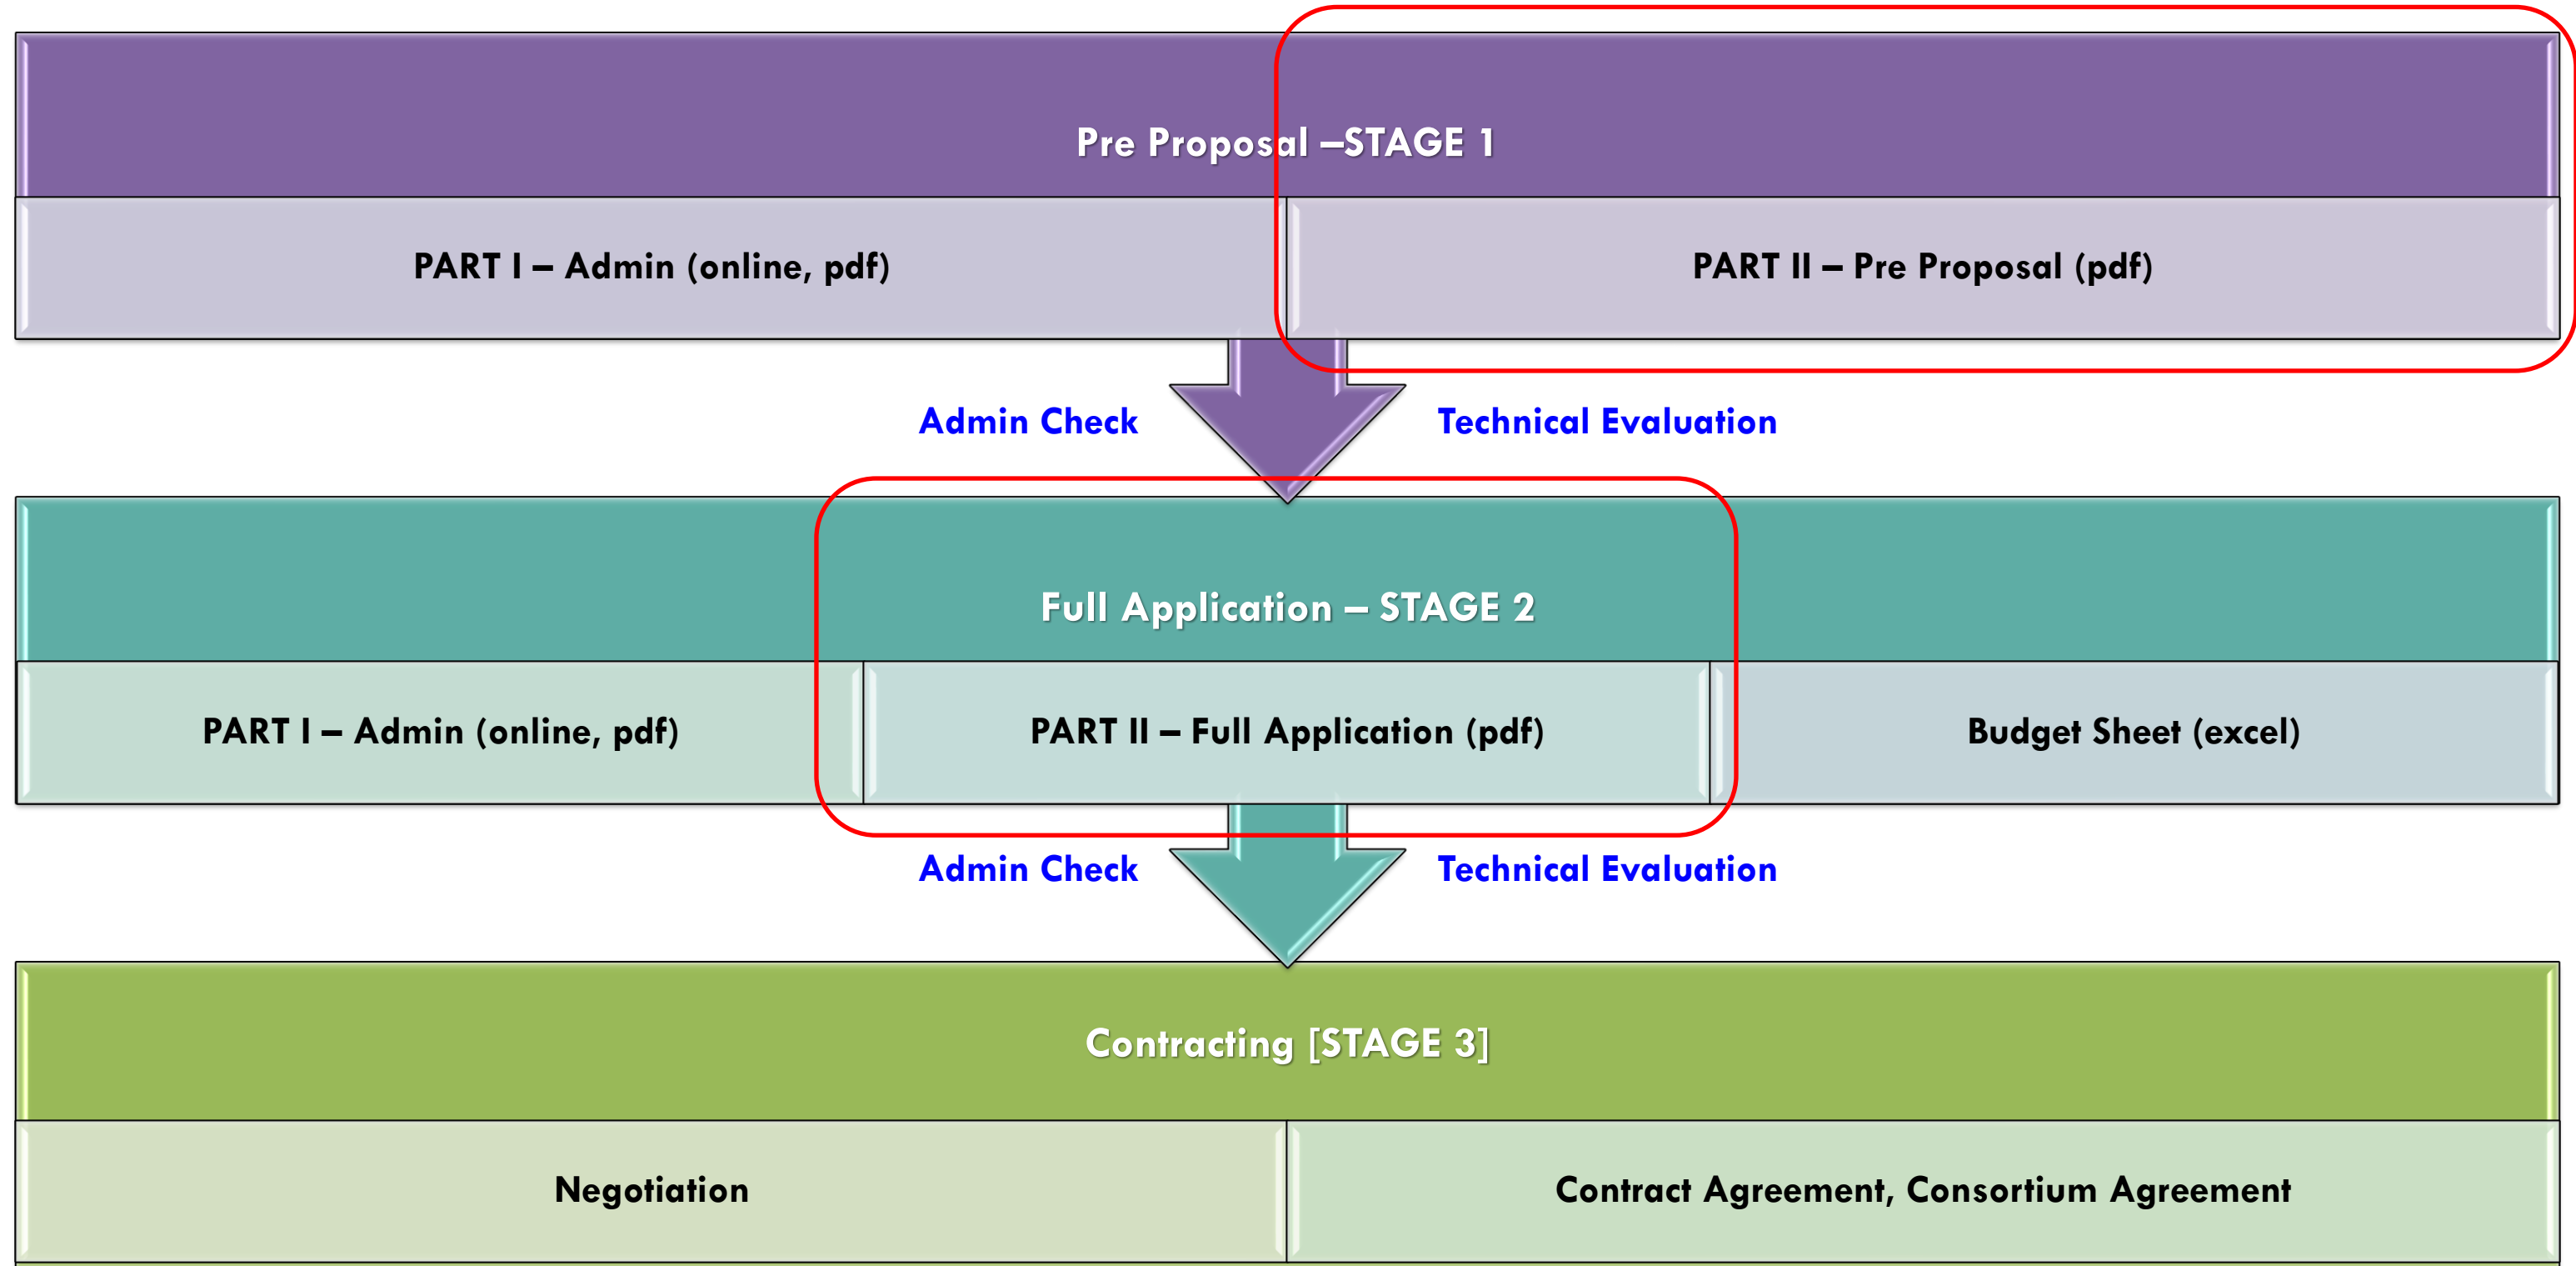 Pre Proposal –STAGE 1
PART I – Admin (online, pdf)
PART II – Pre Proposal (pdf)
Admin Check
Technical Evaluation
Full Application – STAGE 2
PART I – Admin (online, pdf)
PART II – Full Application (pdf)
Budget Sheet (excel)
Admin Check
Technical Evaluation
Contracting [STAGE 3]
Negotiation
Contract Agreement, Consortium Agreement